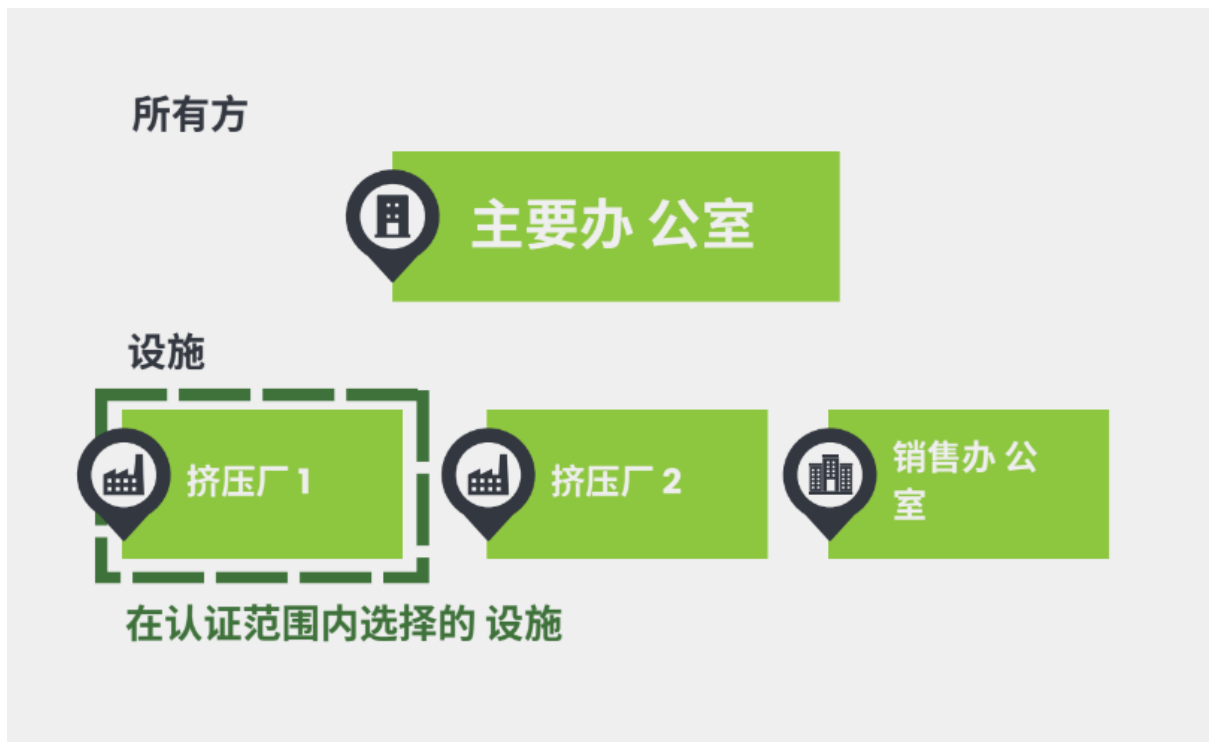 所有方
主要办 公室
设施
挤压厂 1
挤压厂 2
销售办 公
室
在认证范围内选择的 设施